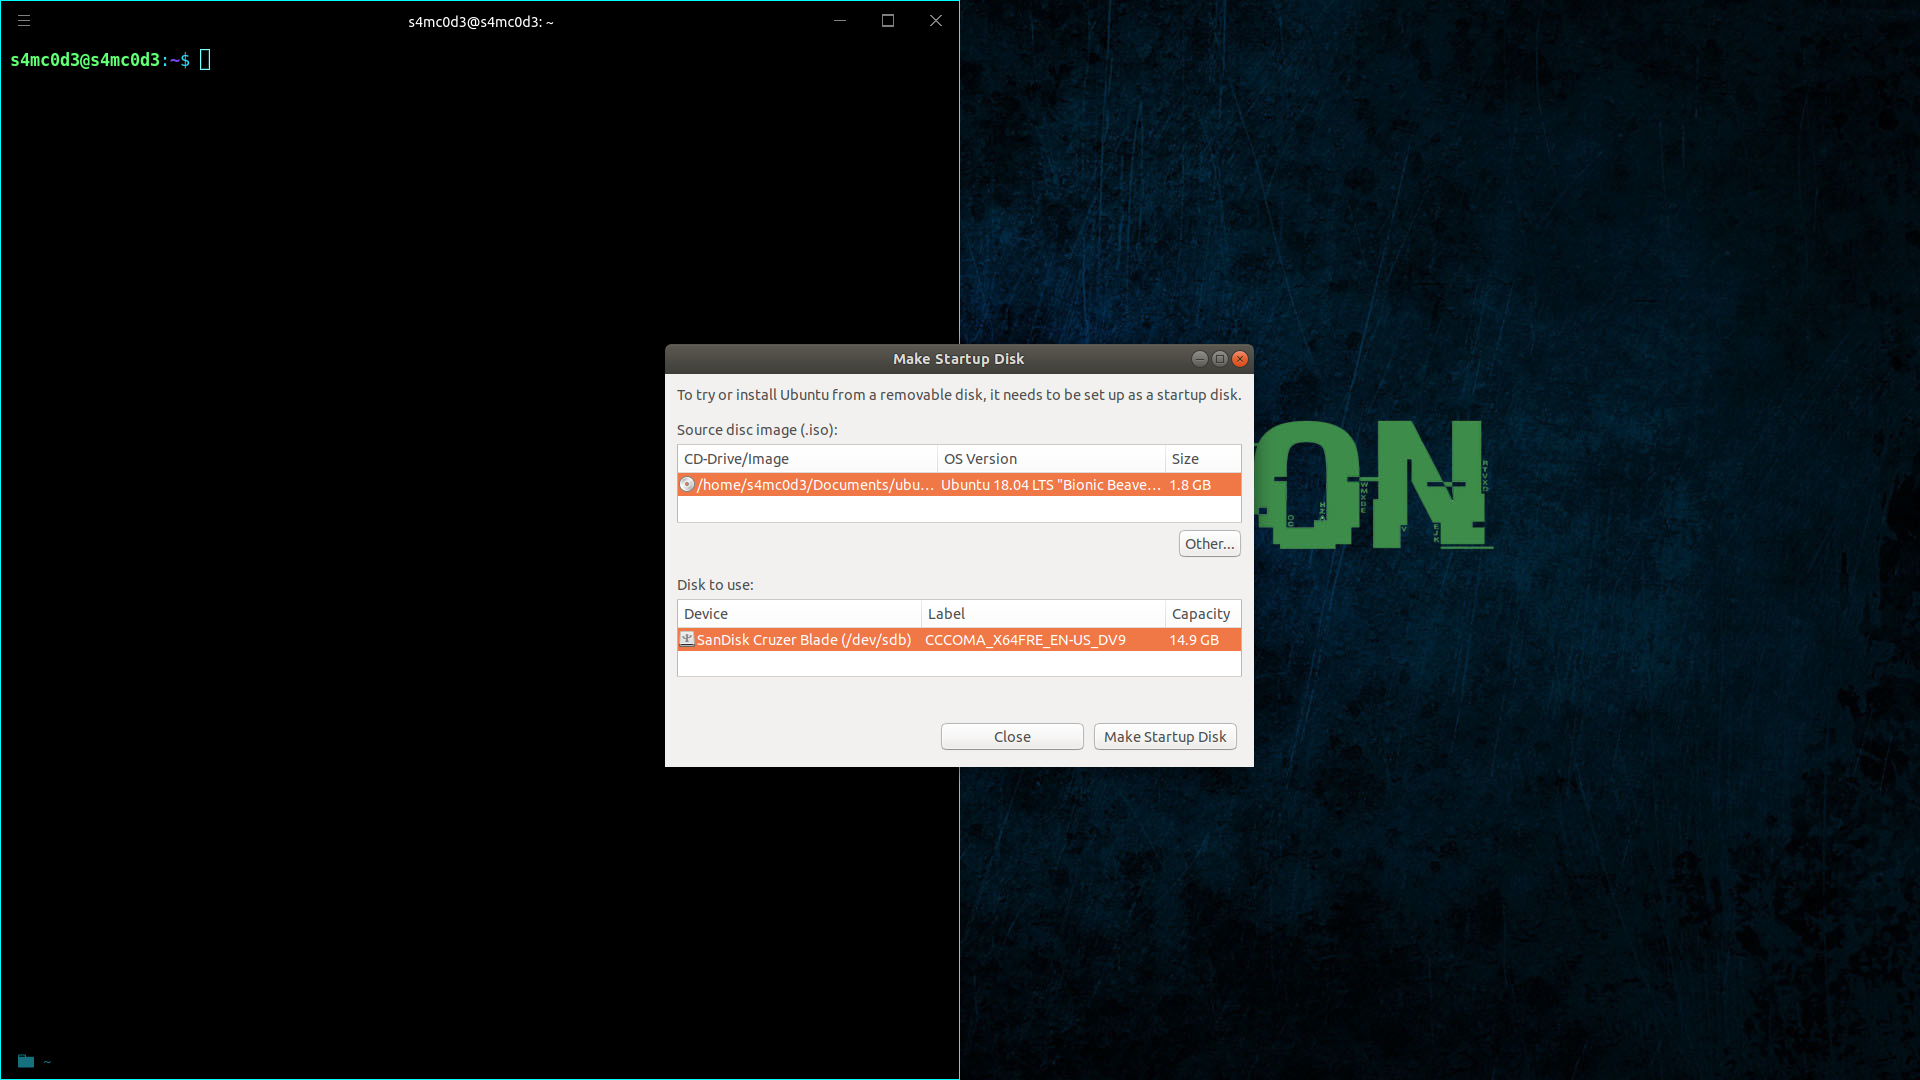 s4mc0d3@s4mc0d3: ~
s4mc0d3@s4mc0d3:~$
Make Startup Disk
To try or install Ubuntu from a removable disk, it needs to be set up as a startup disk.
Source disc image (.iso):
CD-Drive/Image OS Version Size
/home/s4mc0d3/Documents/ubu... Ubuntu 18.04 LTS "Bionic Beave... 1.8 GB
Other...
Disk to use:
Device Label Capacity
SanDisk Cruzer Blade (/dev/sdb) CCCOMA_X64FRE_EN-US_DV9 14.9 GB
Close Make Startup Disk
ON
~